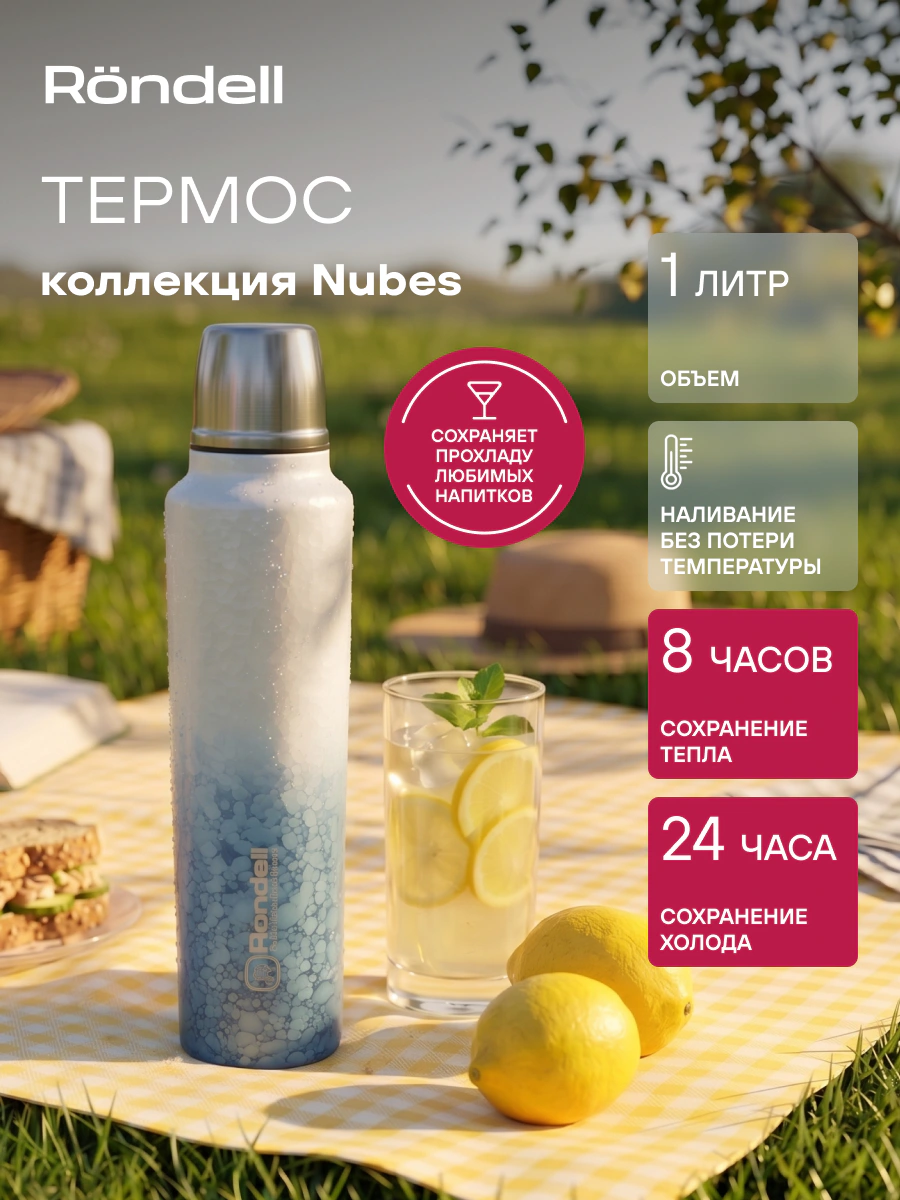 Röndell
ТЕРМОС
коллекция Nubes
1 ЛИТР
ОБЪЕМ
СОХРАНЯЕТ
ПРОХЛАДУ
ЛЮБИМЫХ
НАПИТКОВ
НАЛИВАНИЕ
БЕЗ ПОТЕРИ
ТЕМПЕРАТУРЫ
8 ЧАСОВ
СОХРАНЕНИЕ
ТЕПЛА
24 ЧАСА
СОХРАНЕНИЕ
ХОЛОДА
Röndell